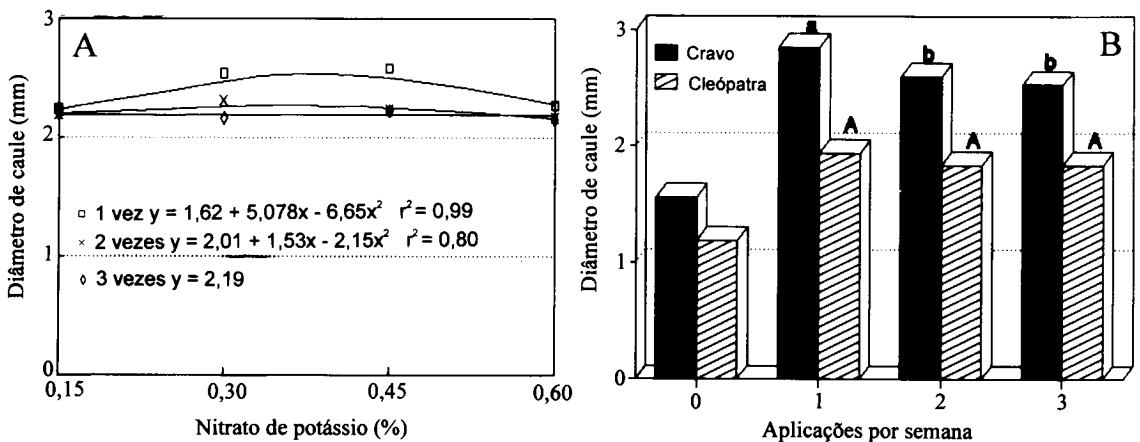 A
Diâmetro de caule (mm)
3
2
1
0
□ 1 vez y = 1,62 + 5,078x - 6,65x² r² = 0,99
× 2 vezes y = 2,01 + 1,53x - 2,15x² r² = 0,80
◊ 3 vezes y = 2,19
0,15 0,30 0,45 0,60
Nitrato de potássio (%)
B
Diâmetro de caule (mm)
3
2
1
0
Cravo
Cleópatra
a b b
A A A
0 1 2 3
Aplicações por semana